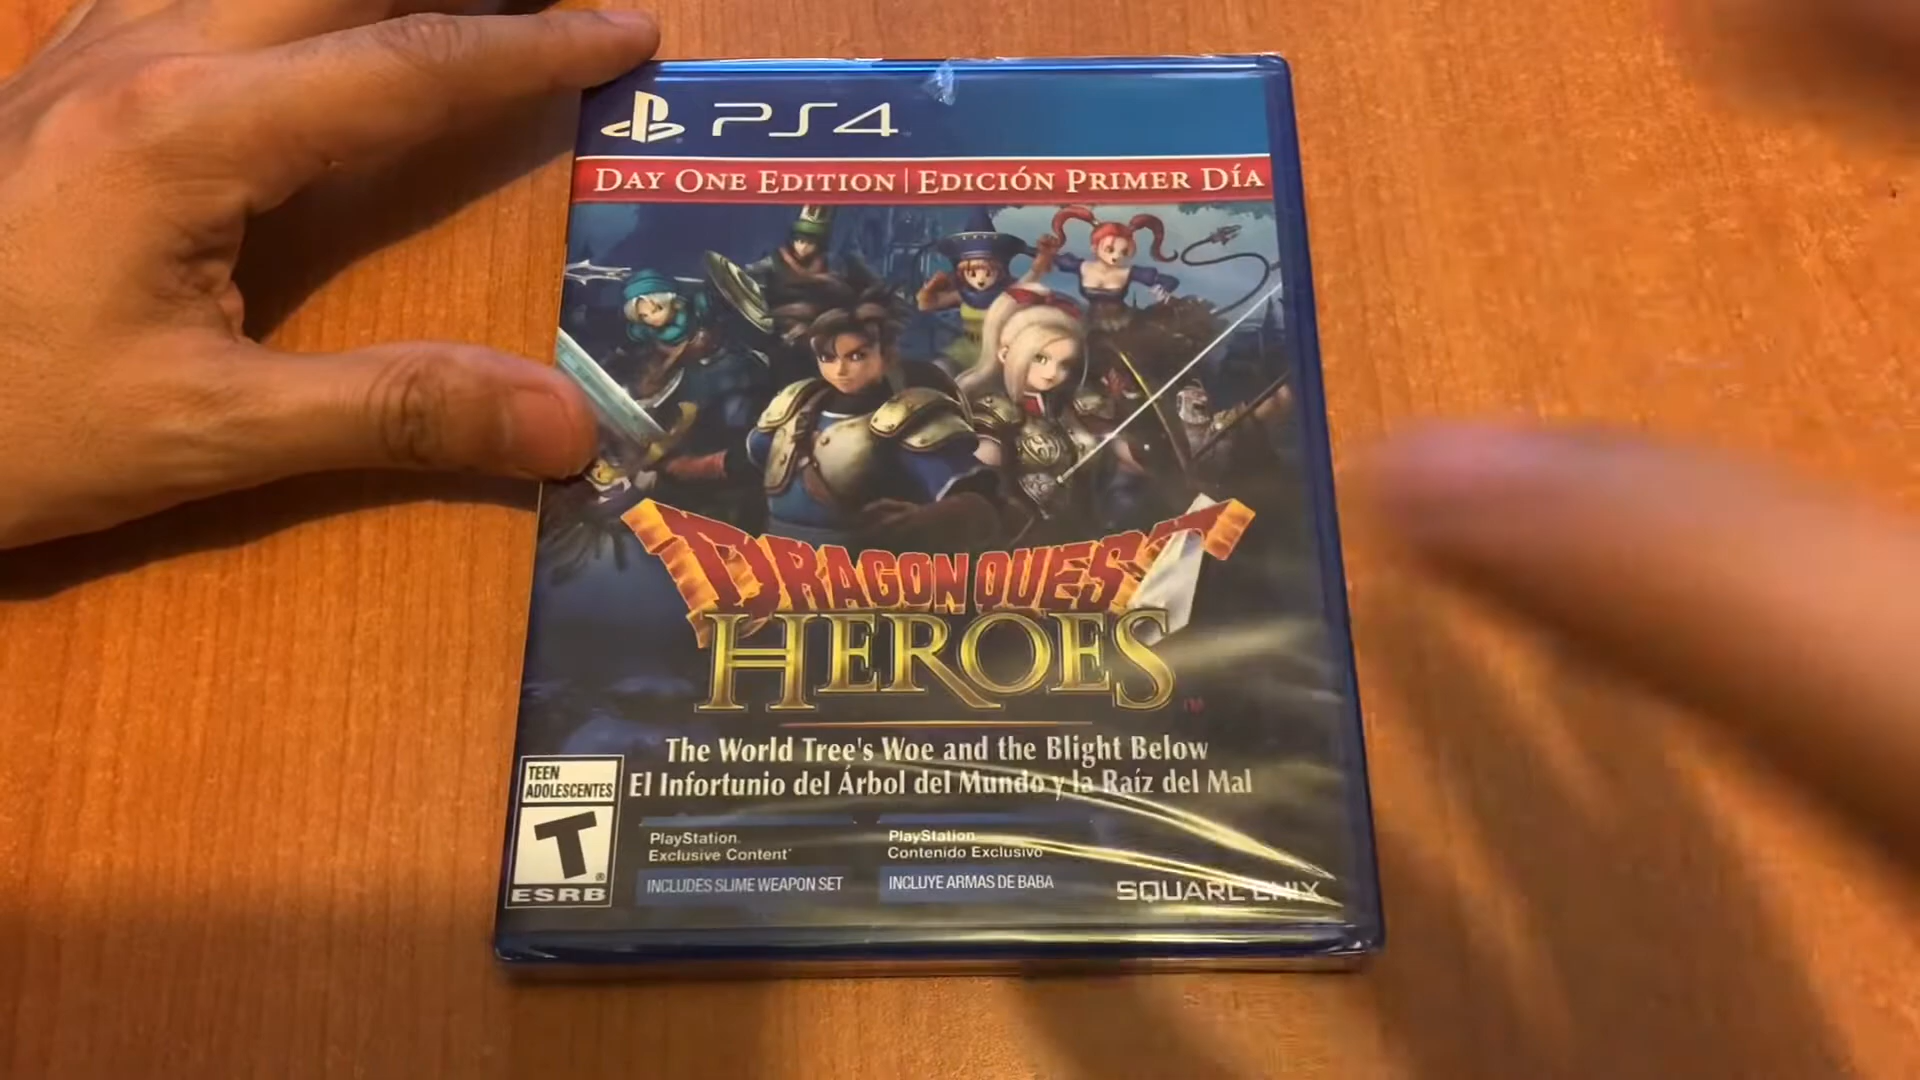 PS4
DAY ONE EDITION | EDICIÓN PRIMER DÍA
DRAGON QUEST
HEROES
TM
The World Tree's Woe and the Blight Below
El Infortunio del Árbol del Mundo y la Raíz del Mal
TEEN
ADOLESCENTES
T
ESRB
PlayStation
Exclusive Content*
INCLUDES SLIME WEAPON SET
PlayStation
Contenido Exclusivo
INCLUYE ARMAS DE BABA
SQUARE ENIX